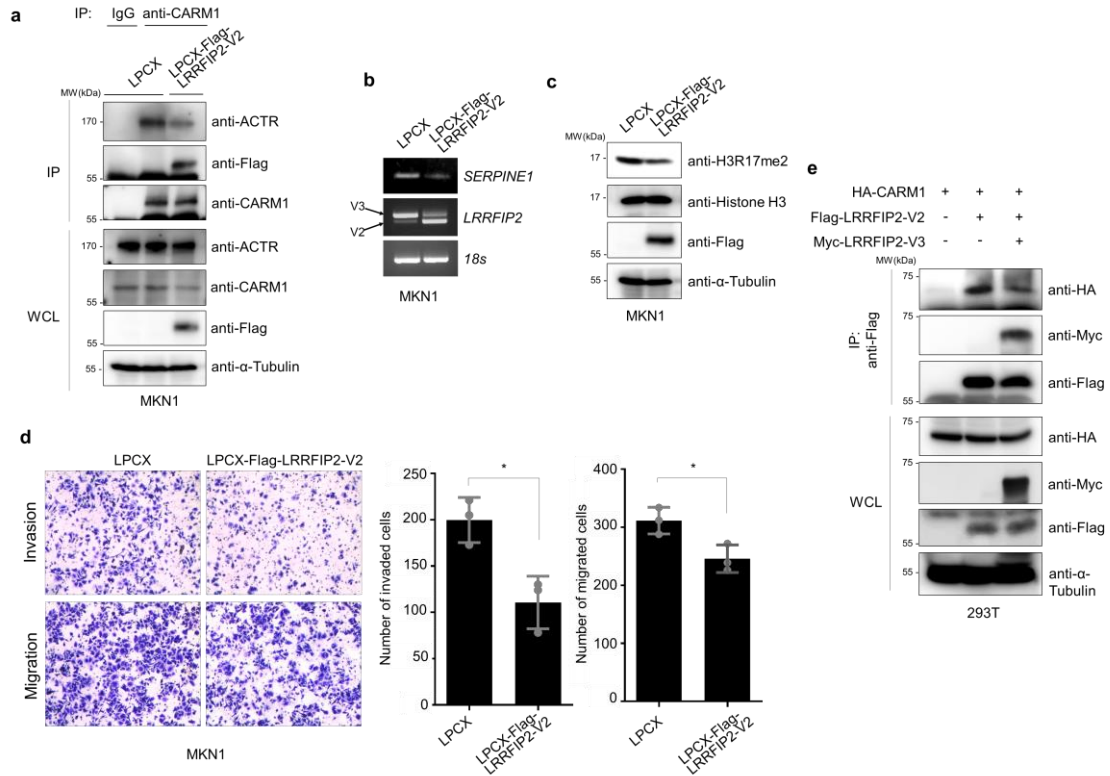 a
IP: IgG anti-CARM1
LPCX
LPCX-Flag-
LRRFIP2-V2
MW(kDa)
170 anti-ACTR
IP
anti-Flag
55
anti-CARM1
55
170 anti-ACTR
anti-CARM1
55
WCL
anti-Flag
55 anti-α-Tubulin
MKN1
b
LPCX
LPCX-Flag-
LRRFIP2-V2
SERPINE1
V3
LRRFIP2
V2
18s
MKN1
c
LPCX
LPCX-Flag-
LRRFIP2-V2
MW(kDa)
17 anti-H3R17me2
17 anti-Histone H3
anti-Flag
55
55 anti-α-Tubulin
MKN1
d
LPCX LPCX-Flag-LRRFIP2-V2
Invasion
Migration
MKN1
Number of invaded cells
250
200
150
100
50
0
*
LPCX
LPCX-Flag-
LRRFIP2-V2
Number of migrated cells
400
300
200
100
0
*
LPCX
LPCX-Flag-
LRRFIP2-V2
e
HA-CARM1 + + +
Flag-LRRFIP2-V2 - + +
Myc-LRRFIP2-V3 - - +
MW(kDa)
75
anti-HA
IP:
anti-Flag
75
anti-Myc
anti-Flag
55
75
anti-HA
75
WCL
anti-Myc
anti-Flag
55
55 anti-α-
Tubulin
293T